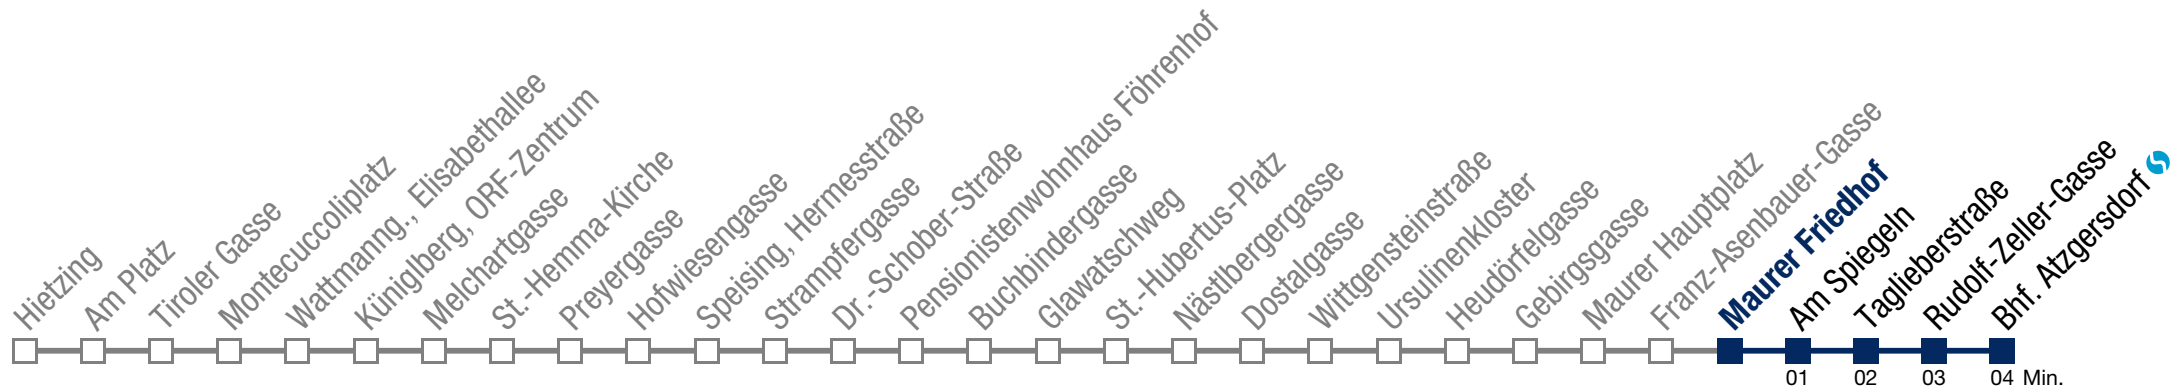 Hietzing
Am Platz
Tiroler Gasse
Montecuccoliplatz
Wattmanng., Elisabethallee
Küniglberg, ORF-Zentrum
Melchartgasse
St.-Hemma-Kirche
Preyergasse
Hofwiesengasse
Speising, Hermesstraße
Strampfergasse
Dr.-Schober-Straße
Pensionistenwohnhaus Föhrenhof
Buchbindergasse
Glawatschweg
St.-Hubertus-Platz
Nästlbergergasse
Dostalgasse
Wittgensteinstraße
Ursulinenkloster
Heudörfelgasse
Gebirgsgasse
Maurer Hauptplatz
Franz-Asenbauer-Gasse
Maurer Friedhof
Am Spiegeln
Taglieberstraße
Rudolf-Zeller-Gasse
Bhf. Atzgersdorf
01 02 03 04 Min.